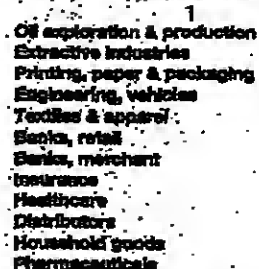 1
Oil exploration & production
Extractive industries
Printing, paper & packaging
Engineering, vehicles
Textiles & apparel
Banks, retail
Banks, merchant
Insurance
Healthcare
Distributors
Household goods
Pharmaceuticals